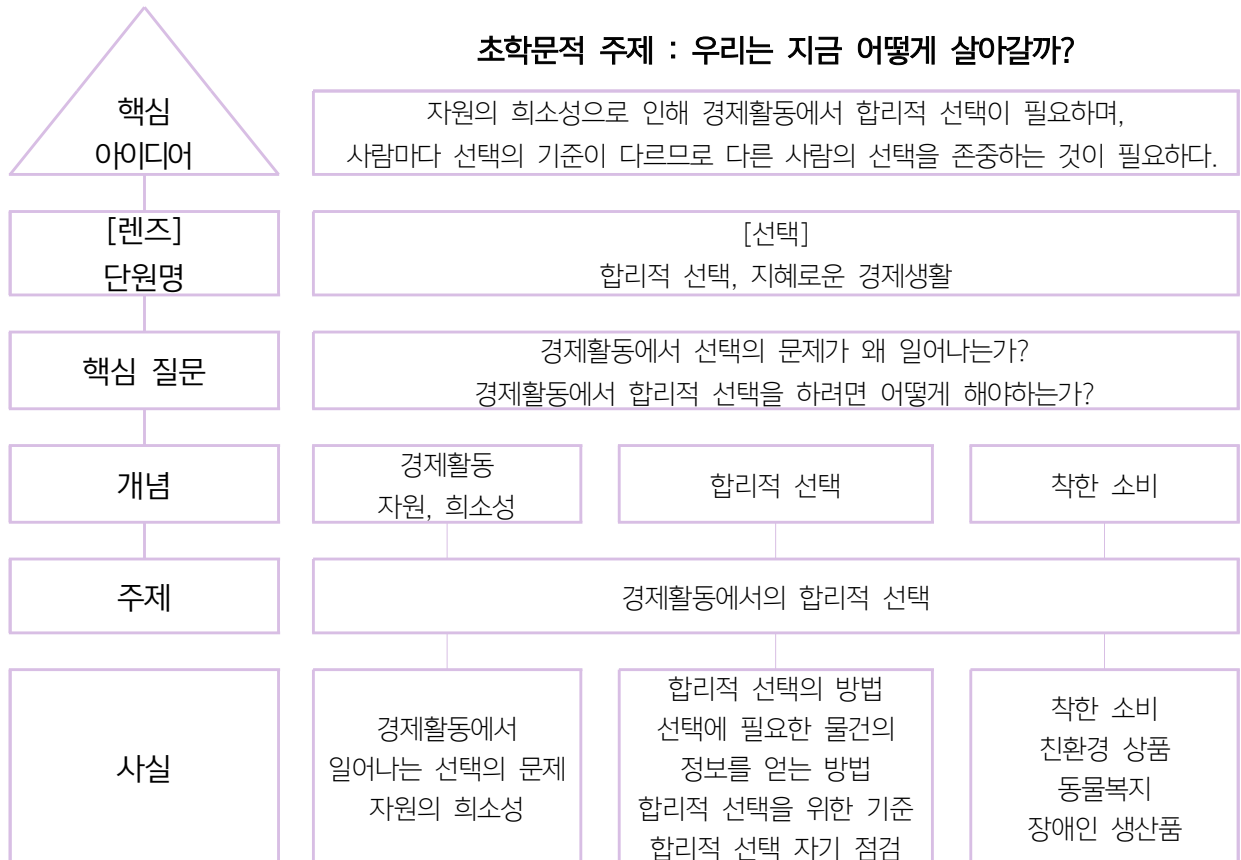 초학문적 주제 : 우리는 지금 어떻게 살아갈까?
핵심
아이디어
자원의 희소성으로 인해 경제활동에서 합리적 선택이 필요하며,
사람마다 선택의 기준이 다르므로 다른 사람의 선택을 존중하는 것이 필요하다.
[렌즈]
단원명
[선택]
합리적 선택, 지혜로운 경제생활
핵심 질문
경제활동에서 선택의 문제가 왜 일어나는가?
경제활동에서 합리적 선택을 하려면 어떻게 해야하는가?
개념
경제활동
자원, 희소성
합리적 선택
착한 소비
주제
경제활동에서의 합리적 선택
사실
경제활동에서
일어나는 선택의 문제
자원의 희소성
합리적 선택의 방법
선택에 필요한 물건의
정보를 얻는 방법
합리적 선택을 위한 기준
합리적 선택 자기 점검
착한 소비
친환경 상품
동물복지
장애인 생산품